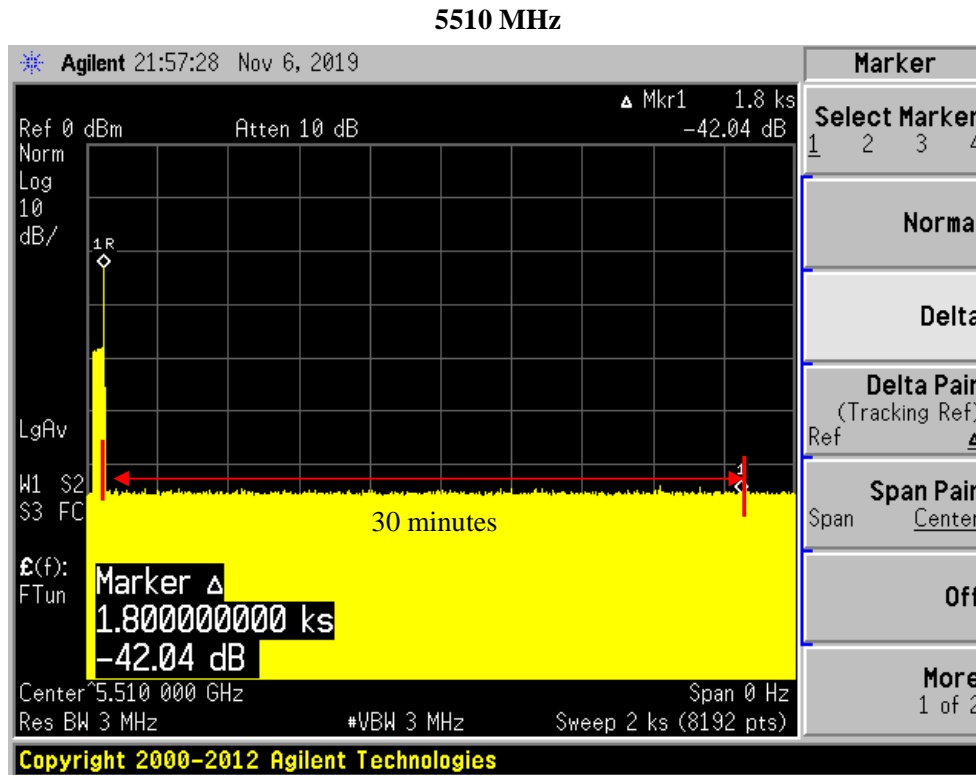 5510 MHz
Agilent 21:57:28 Nov 6, 2019
Marker
Δ Mkr1 1.8 ks
Ref 0 dBm Atten 10 dB -42.04 dB
Select Marker
1 2 3 4
Norm
Log
10
dB/
1R
Norma
Delta
Delta Pair
(Tracking Ref)
Ref Δ
LgAv
1
W1 S2
S3 FC
30 minutes
Span Pair
Span Center
£(f):
FTun
Marker Δ
1.800000000 ks
-42.04 dB
Off
Center^5.510 000 GHz Span 0 Hz
Res BW 3 MHz #VBW 3 MHz Sweep 2 ks (8192 pts)
More
1 of 2
Copyright 2000-2012 Agilent Technologies